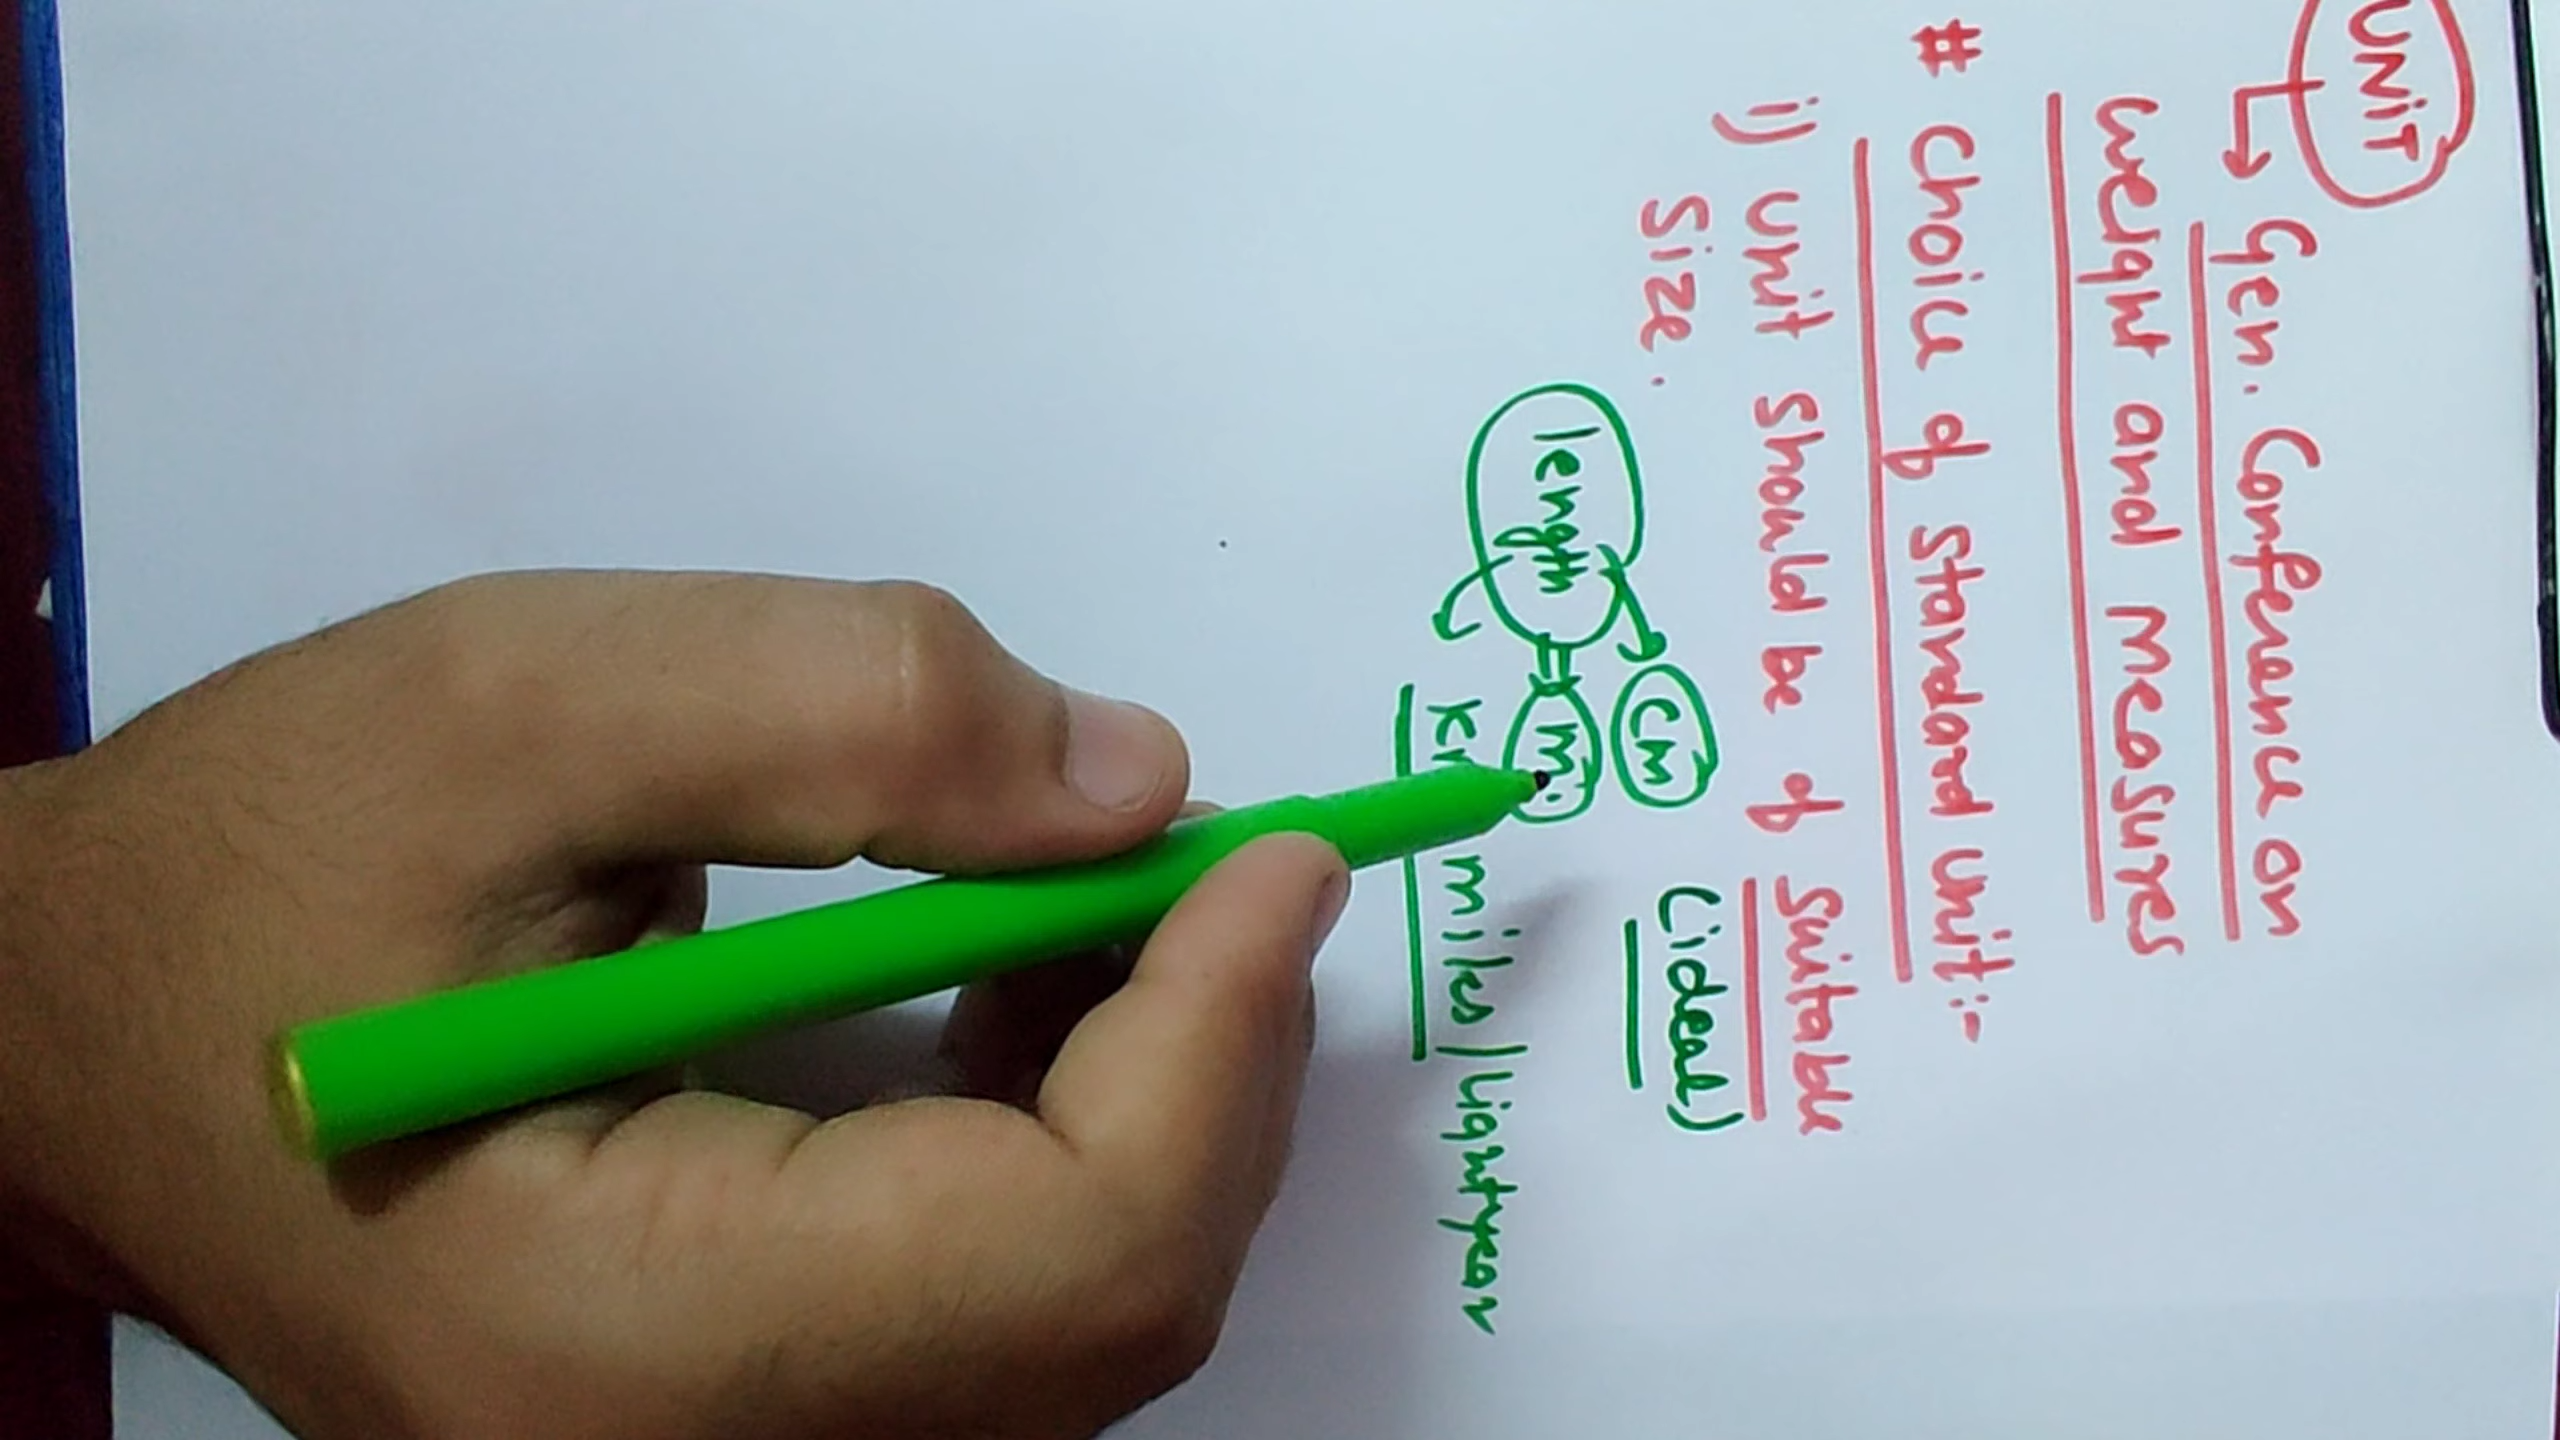 UNIT
↳ Gen. Conference on
weight and Measures
# Choice of Standard Unit:-
i) Unit should be of suitable
size. (ideal)
cm
length ⇒ m.
miles/lightyear